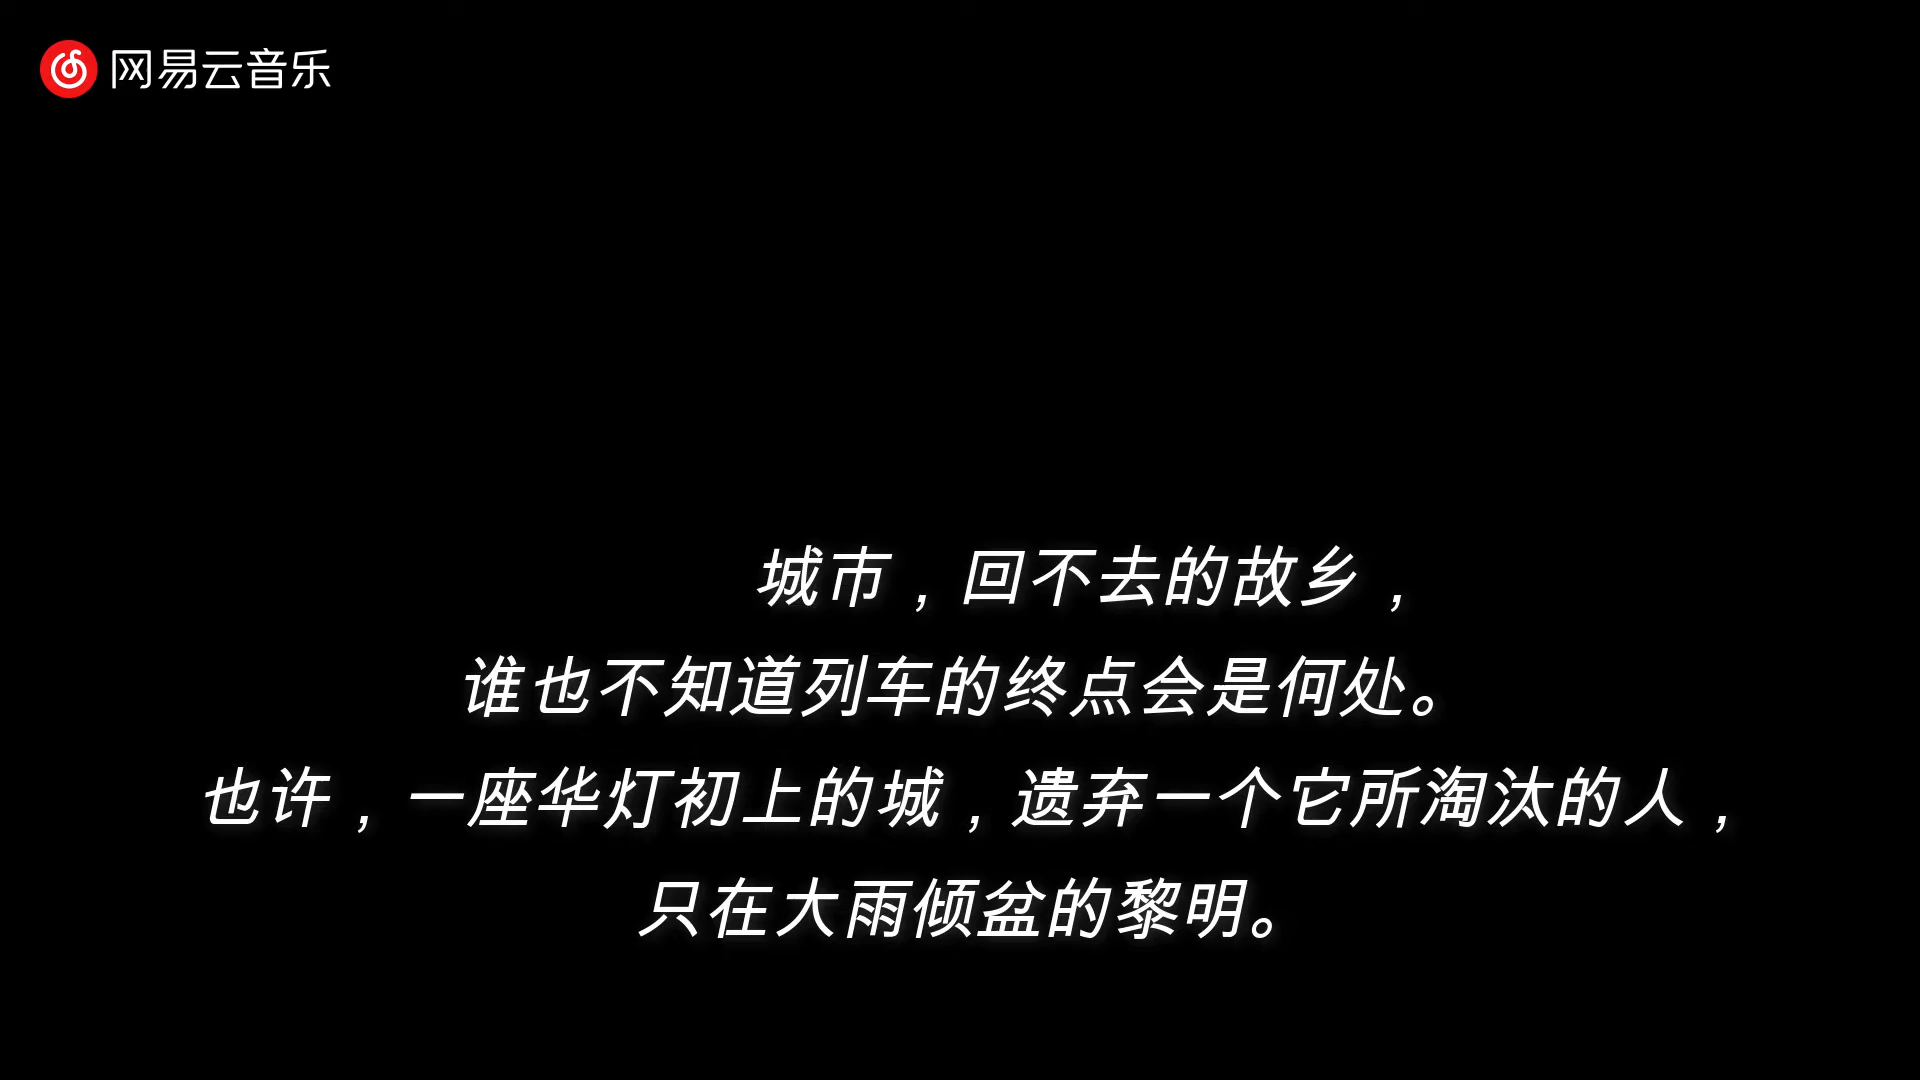 网易云音乐
城市，回不去的故乡，
谁也不知道列车的终点会是何处。
也许，一座华灯初上的城，遗弃一个它所淘汰的人，
只在大雨倾盆的黎明。